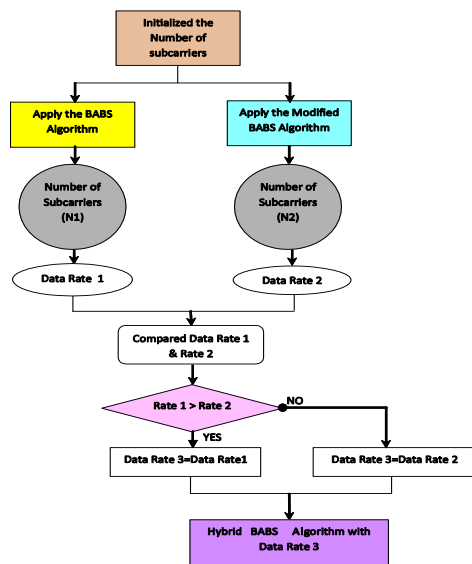 Initialized the
Number of
subcarriers
Apply the BABS
Algorithm
Apply the Modified
BABS Algorithm
Number of
Subcarriers
(N1)
Number of
Subcarriers
(N2)
Data Rate 1
Data Rate 2
Compared Data Rate 1
& Rate 2
Rate 1 > Rate 2
NO
YES
Data Rate 3=Data Rate1
Data Rate 3=Data Rate 2
Hybrid BABS Algorithm with
Data Rate 3